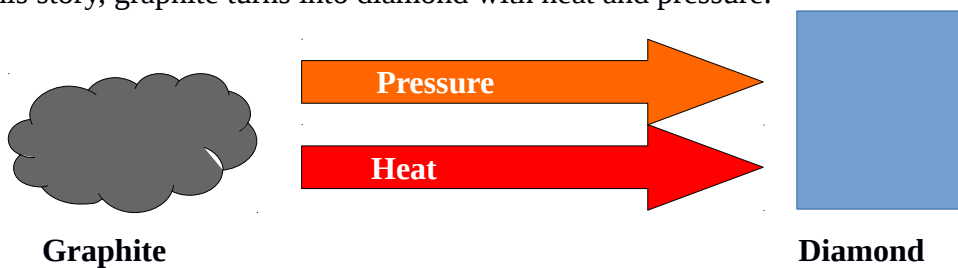 story, graphite turns into diamond with heat and pressure.
Pressure
Heat
Graphite
Diamond